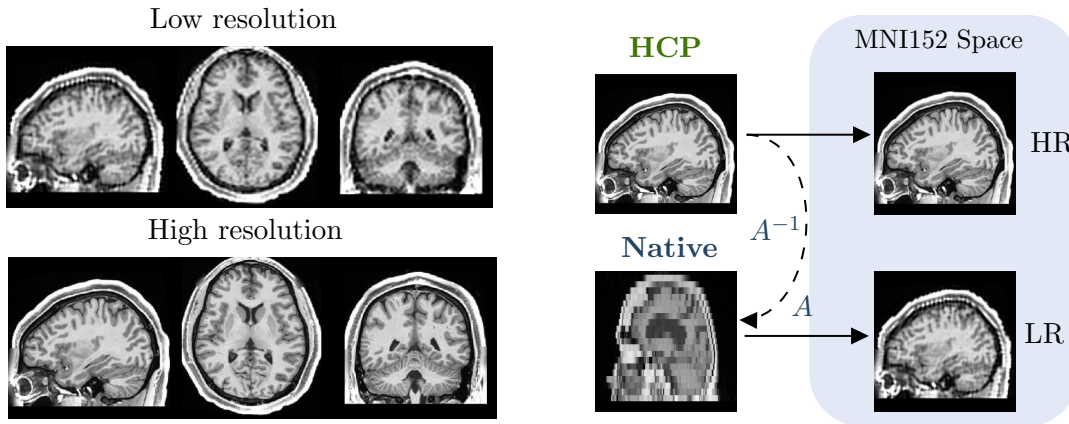 Low resolution
High resolution
HCP
MNI152 Space
HR
A⁻¹
Native
A
LR